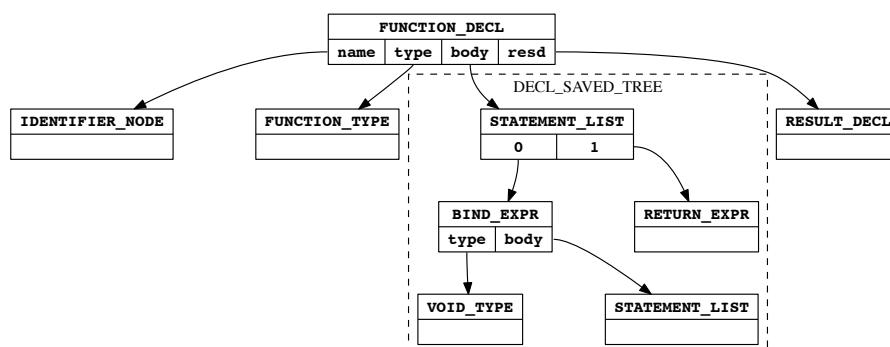 FUNCTION_DECL
name type body resd
DECL_SAVED_TREE
IDENTIFIER_NODE
FUNCTION_TYPE
STATEMENT_LIST
RESULT_DECL
0 1
BIND_EXPR
RETURN_EXPR
type body
VOID_TYPE
STATEMENT_LIST